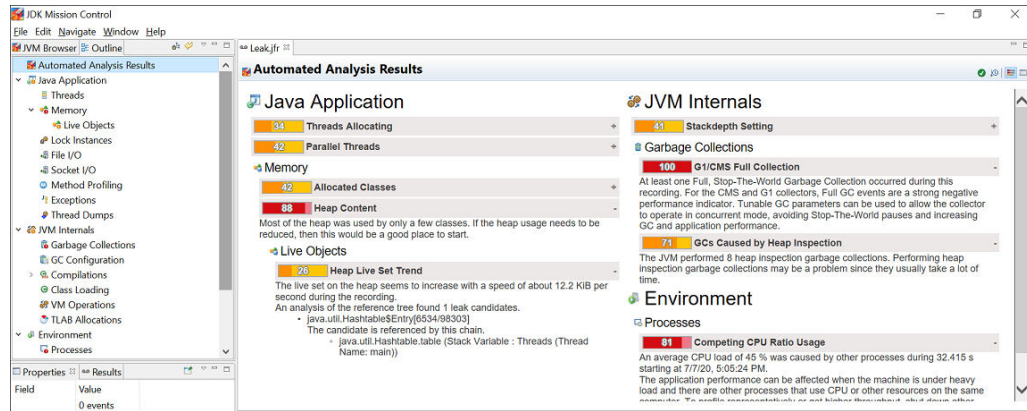 JDK Mission Control
File Edit Navigate Window Help
JVM Browser Outline
Automated Analysis Results
Java Application
Threads
Memory
Live Objects
Lock Instances
File I/O
Socket I/O
Method Profiling
Exceptions
Thread Dumps
JVM Internals
Garbage Collections
GC Configuration
Compilations
Class Loading
VM Operations
TLAB Allocations
Environment
Processes
Properties Results
Field Value
0 events
Leak.jfr
Automated Analysis Results
Java Application
34 Threads Allocating +
42 Parallel Threads +
Memory
42 Allocated Classes +
88 Heap Content -
Most of the heap was used by only a few classes. If the heap usage needs to be
reduced, then this would be a good place to start.
Live Objects
26 Heap Live Set Trend -
The live set on the heap seems to increase with a speed of about 12.2 KiB per
second during the recording.
An analysis of the reference tree found 1 leak candidates.
• java.util.Hashtable$Entry[6534/98303]
The candidate is referenced by this chain.
◦ java.util.Hashtable.table (Stack Variable : Threads (Thread
Name: main))
JVM Internals
41 Stackdepth Setting +
Garbage Collections
100 G1/CMS Full Collection -
At least one Full, Stop-The-World Garbage Collection occurred during this
recording. For the CMS and G1 collectors, Full GC events are a strong negative
performance indicator. Tunable GC parameters can be used to allow the collector
to operate in concurrent mode, avoiding Stop-The-World pauses and increasing
GC and application performance.
71 GCs Caused by Heap Inspection -
The JVM performed 8 heap inspection garbage collections. Performing heap
inspection garbage collections may be a problem since they usually take a lot of
time.
Environment
Processes
81 Competing CPU Ratio Usage -
An average CPU load of 45 % was caused by other processes during 32.415 s
starting at 7/7/20, 5:05:24 PM.
The application performance can be affected when the machine is under heavy
load and there are other processes that use CPU or other resources on the same
computer. To profile representatively or get higher throughput, shut down other